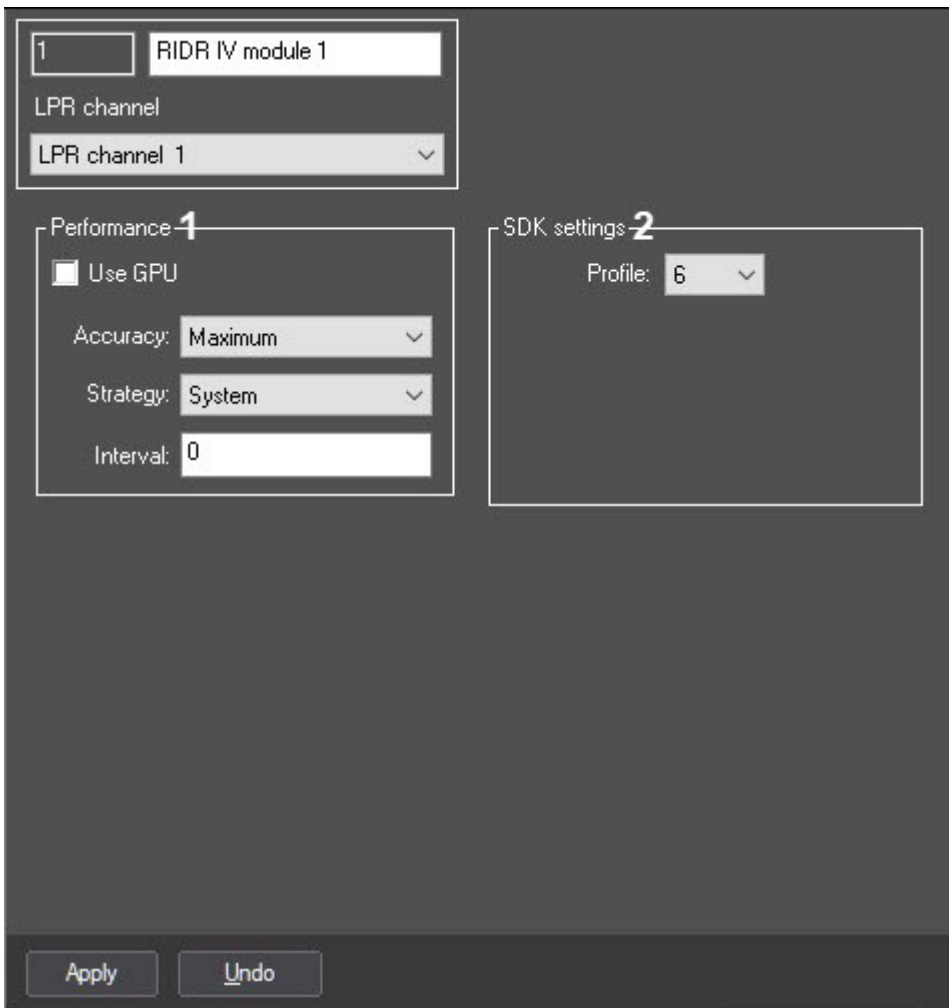 1 RIDR IV module 1
LPR channel
LPR channel 1
Performance 1
Use GPU
Accuracy: Maximum
Strategy: System
Interval: 0
SDK settings 2
Profile: 6
Apply Undo